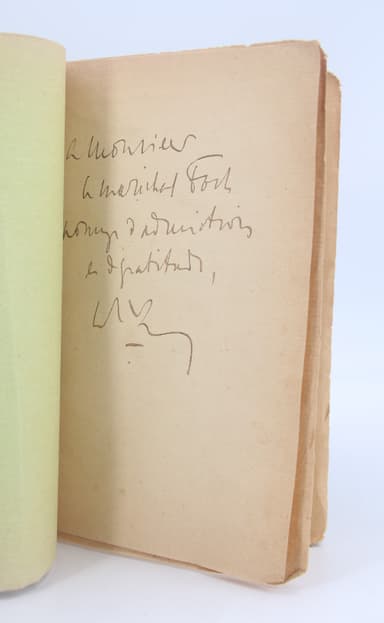 à Monsieur
le maréchal Foch
hommage d'admiration
et de gratitude,